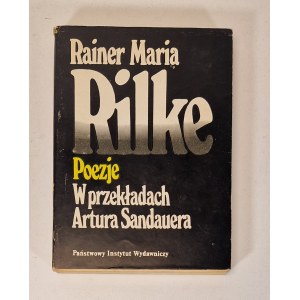 Rainer Maria
Rilke
Poezje
W przekładach
Artura Sandauera
Państwowy Instytut Wydawniczy